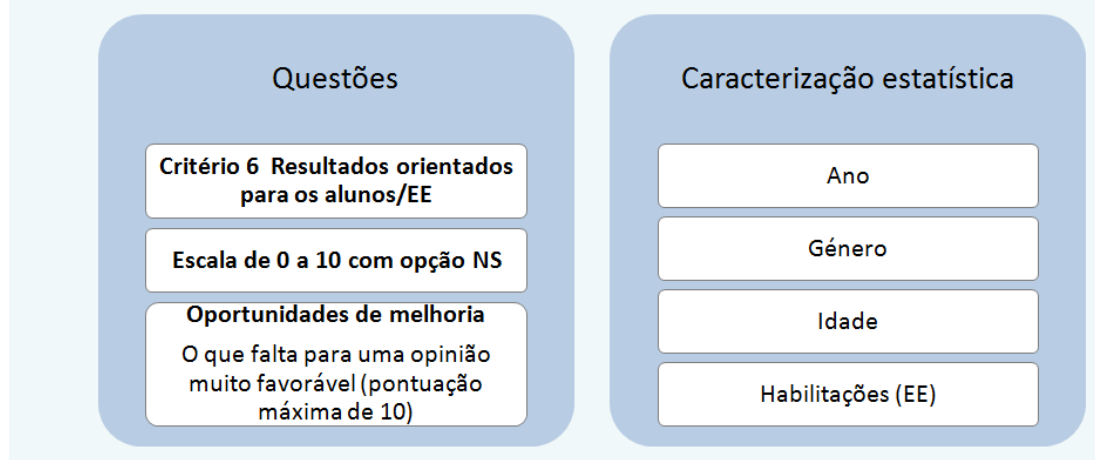 Questões
Critério 6 Resultados orientados
para os alunos/EE
Escala de 0 a 10 com opção NS
Oportunidades de melhoria
O que falta para uma opinião
muito favorável (pontuação
máxima de 10)
Caracterização estatística
Ano
Género
Idade
Habilitações (EE)